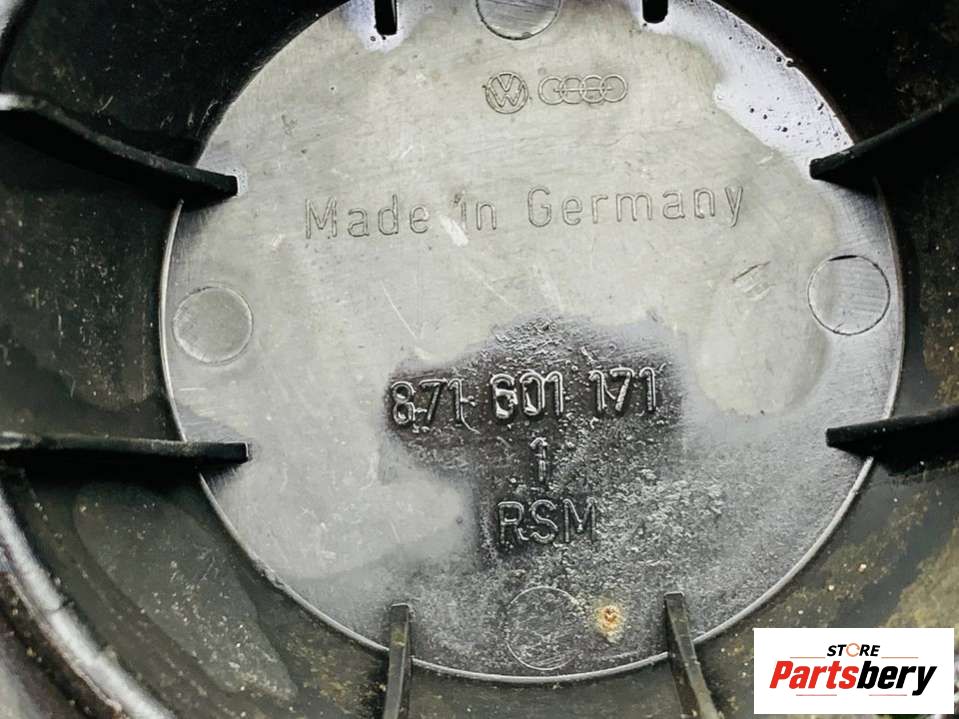 Made in Germany
871 601 171
1
RSM
STORE
Partsbery